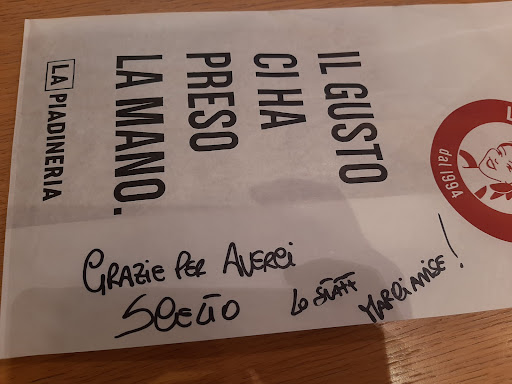 IL GUSTO
CI HA
PRESO
LA MANO.
LA PIADINERIA
dal 1994
GRAZIE PER AVERCI
SCELTO
LO STAFF
MARCIANISE!